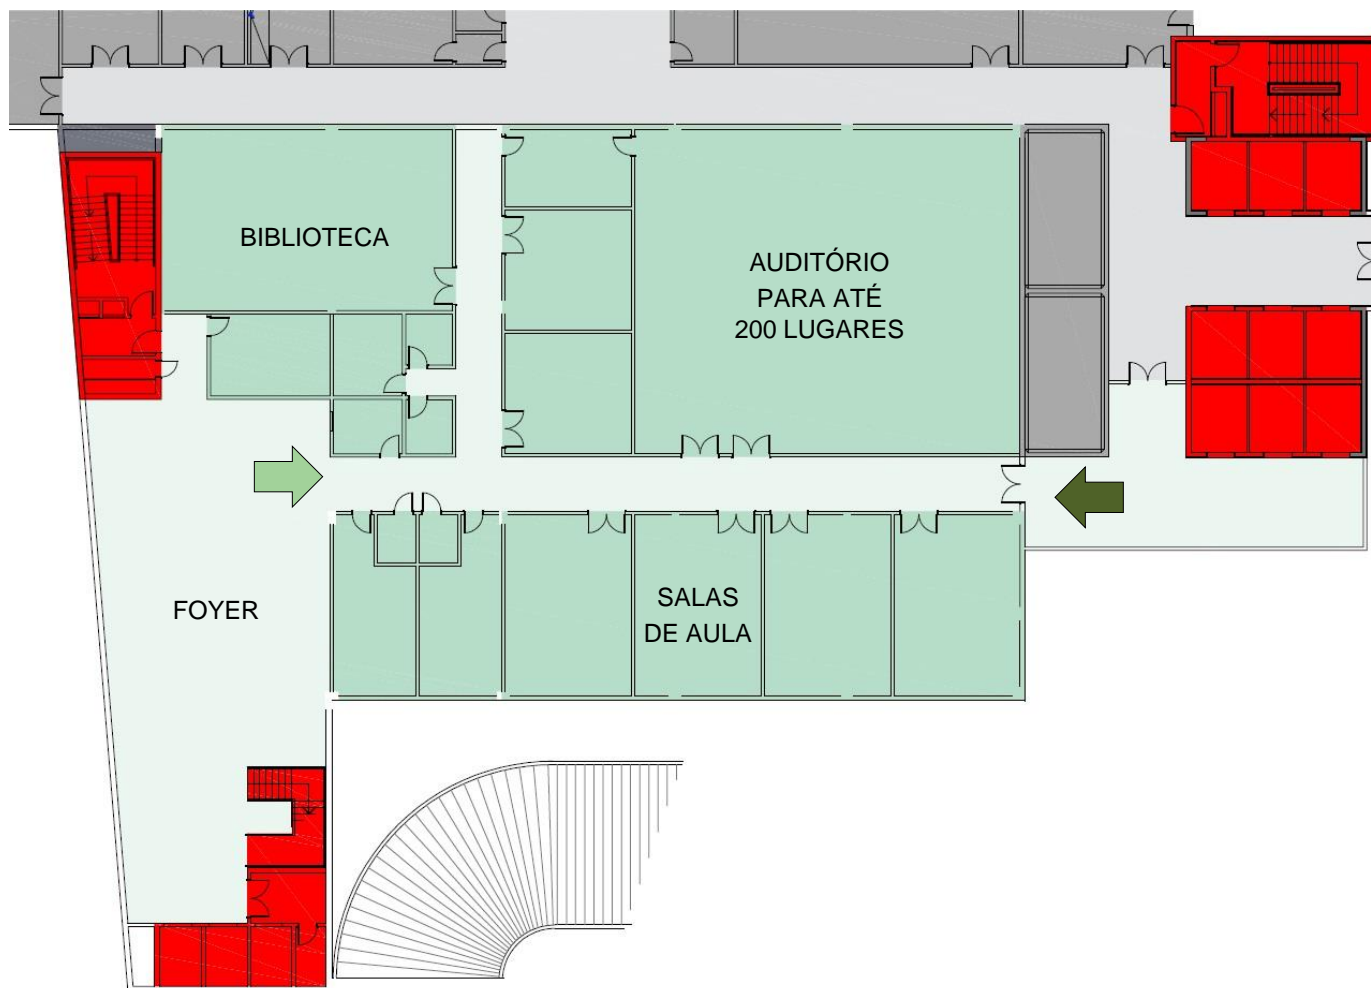 BIBLIOTECA
AUDITÓRIO
PARA ATÉ
200 LUGARES
FOYER
SALAS
DE AULA